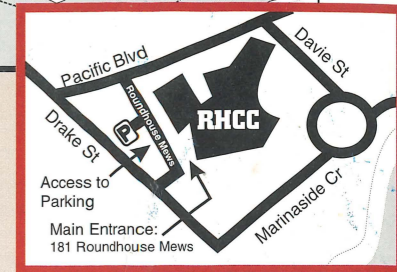 Pacific Blvd
Davie St
Roundhouse Mews
RHCC
P
Drake St
Access to
Parking
Marinaside Cr
Main Entrance:
181 Roundhouse Mews